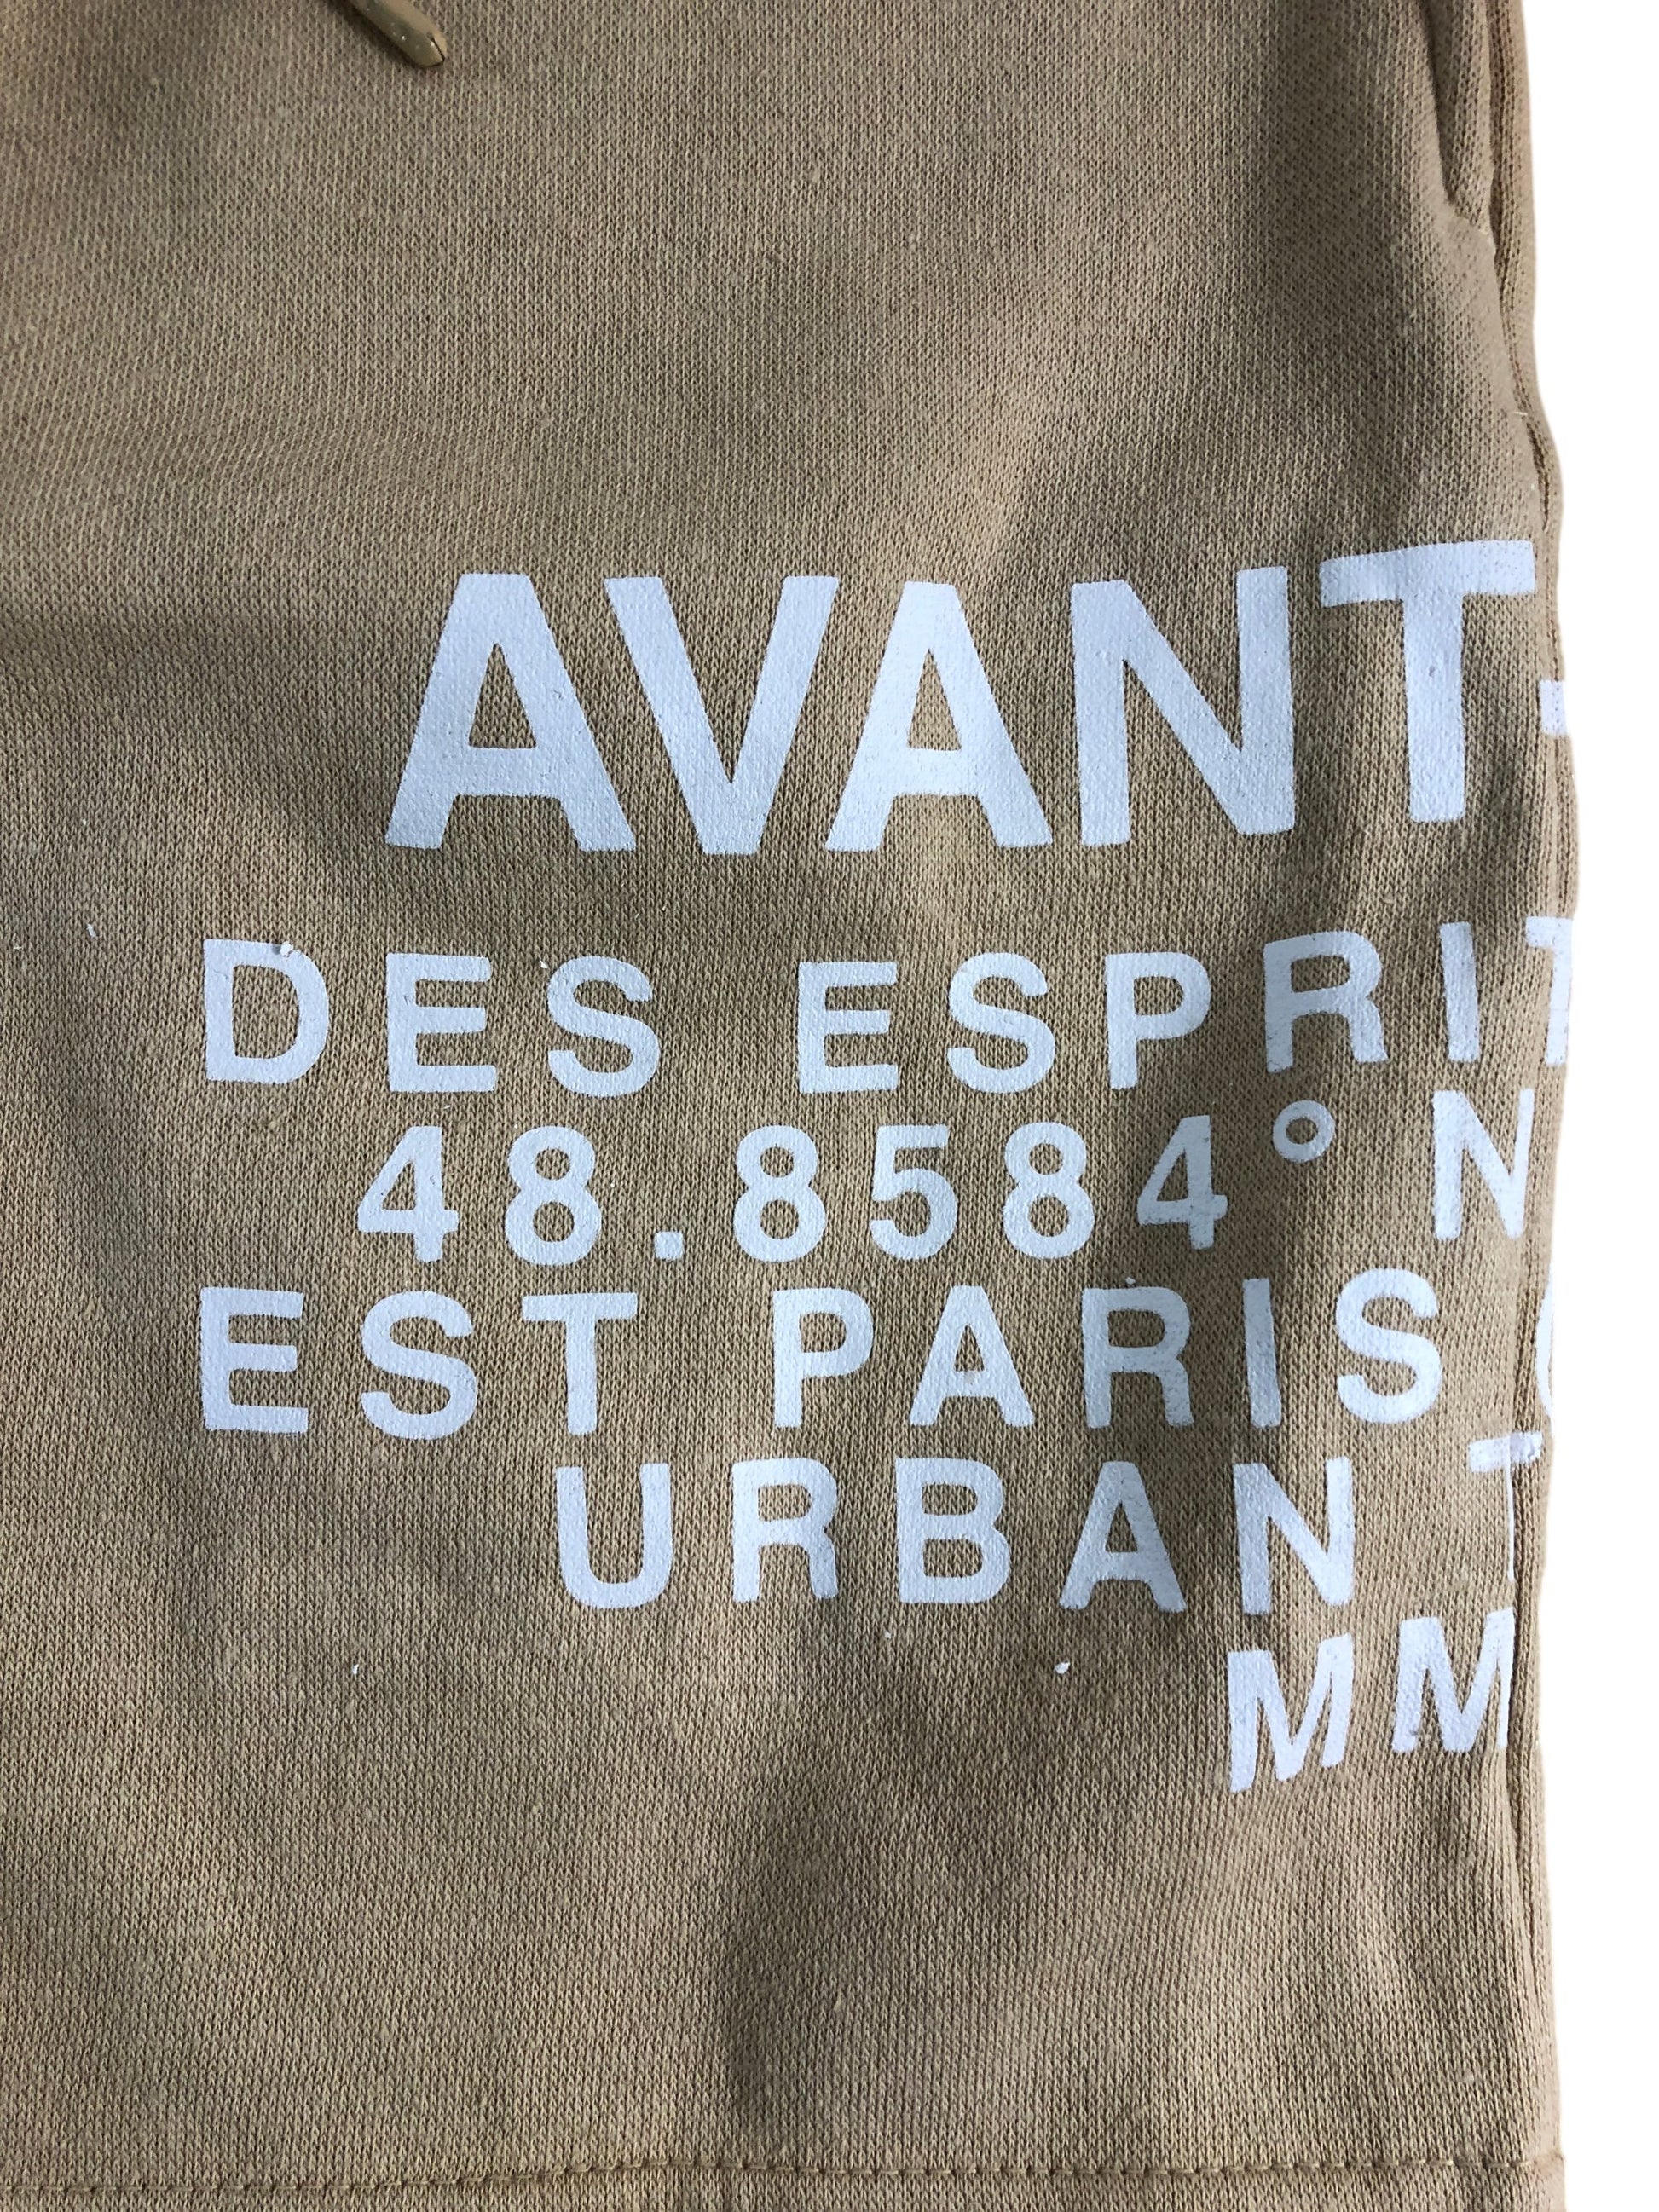 AVANT-
DES ESPRIT
48.8584° N
EST PARIS
URBAN
MM